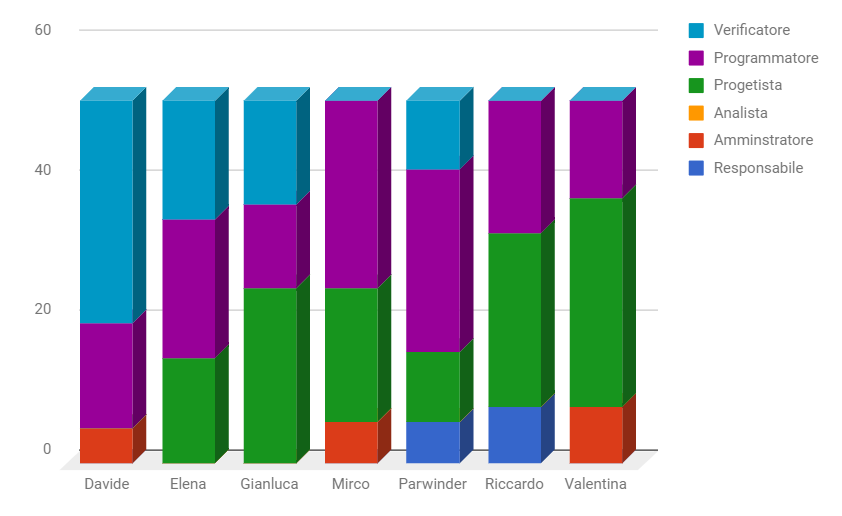 60
40
20
0
Davide Elena Gianluca Mirco Parwinder Riccardo Valentina
Verificatore
Programmatore
Progetista
Analista
Amminstratore
Responsabile